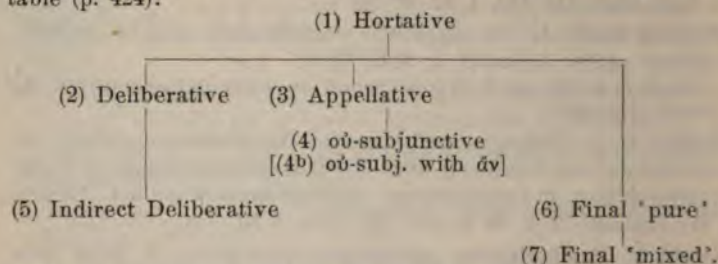 table (p. 424).
(1) Hortative
(2) Deliberative (3) Appellative
(4) οὐ-subjunctive
[(4ᵇ) οὐ-subj. with ἄν]
(5) Indirect Deliberative (6) Final 'pure'
(7) Final 'mixed'.